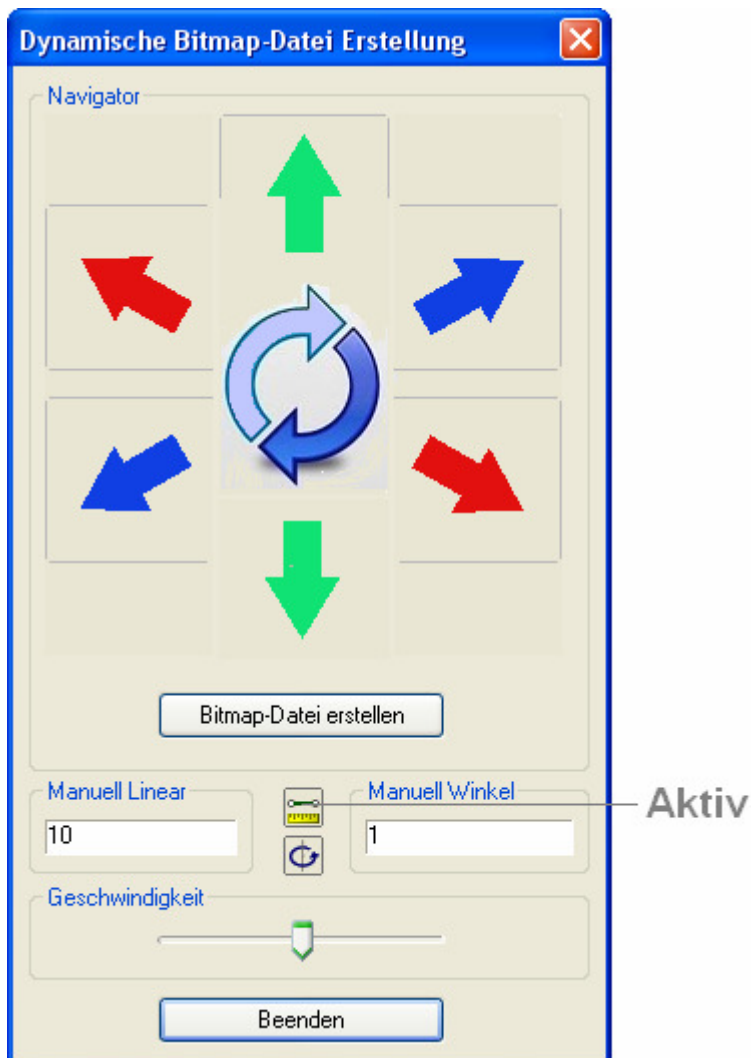 Dynamische Bitmap-Datei Erstellung
Navigator
Bitmap-Datei erstellen
Manuell Linear
10
Manuell Winkel
1
Aktiv
Geschwindigkeit
Beenden